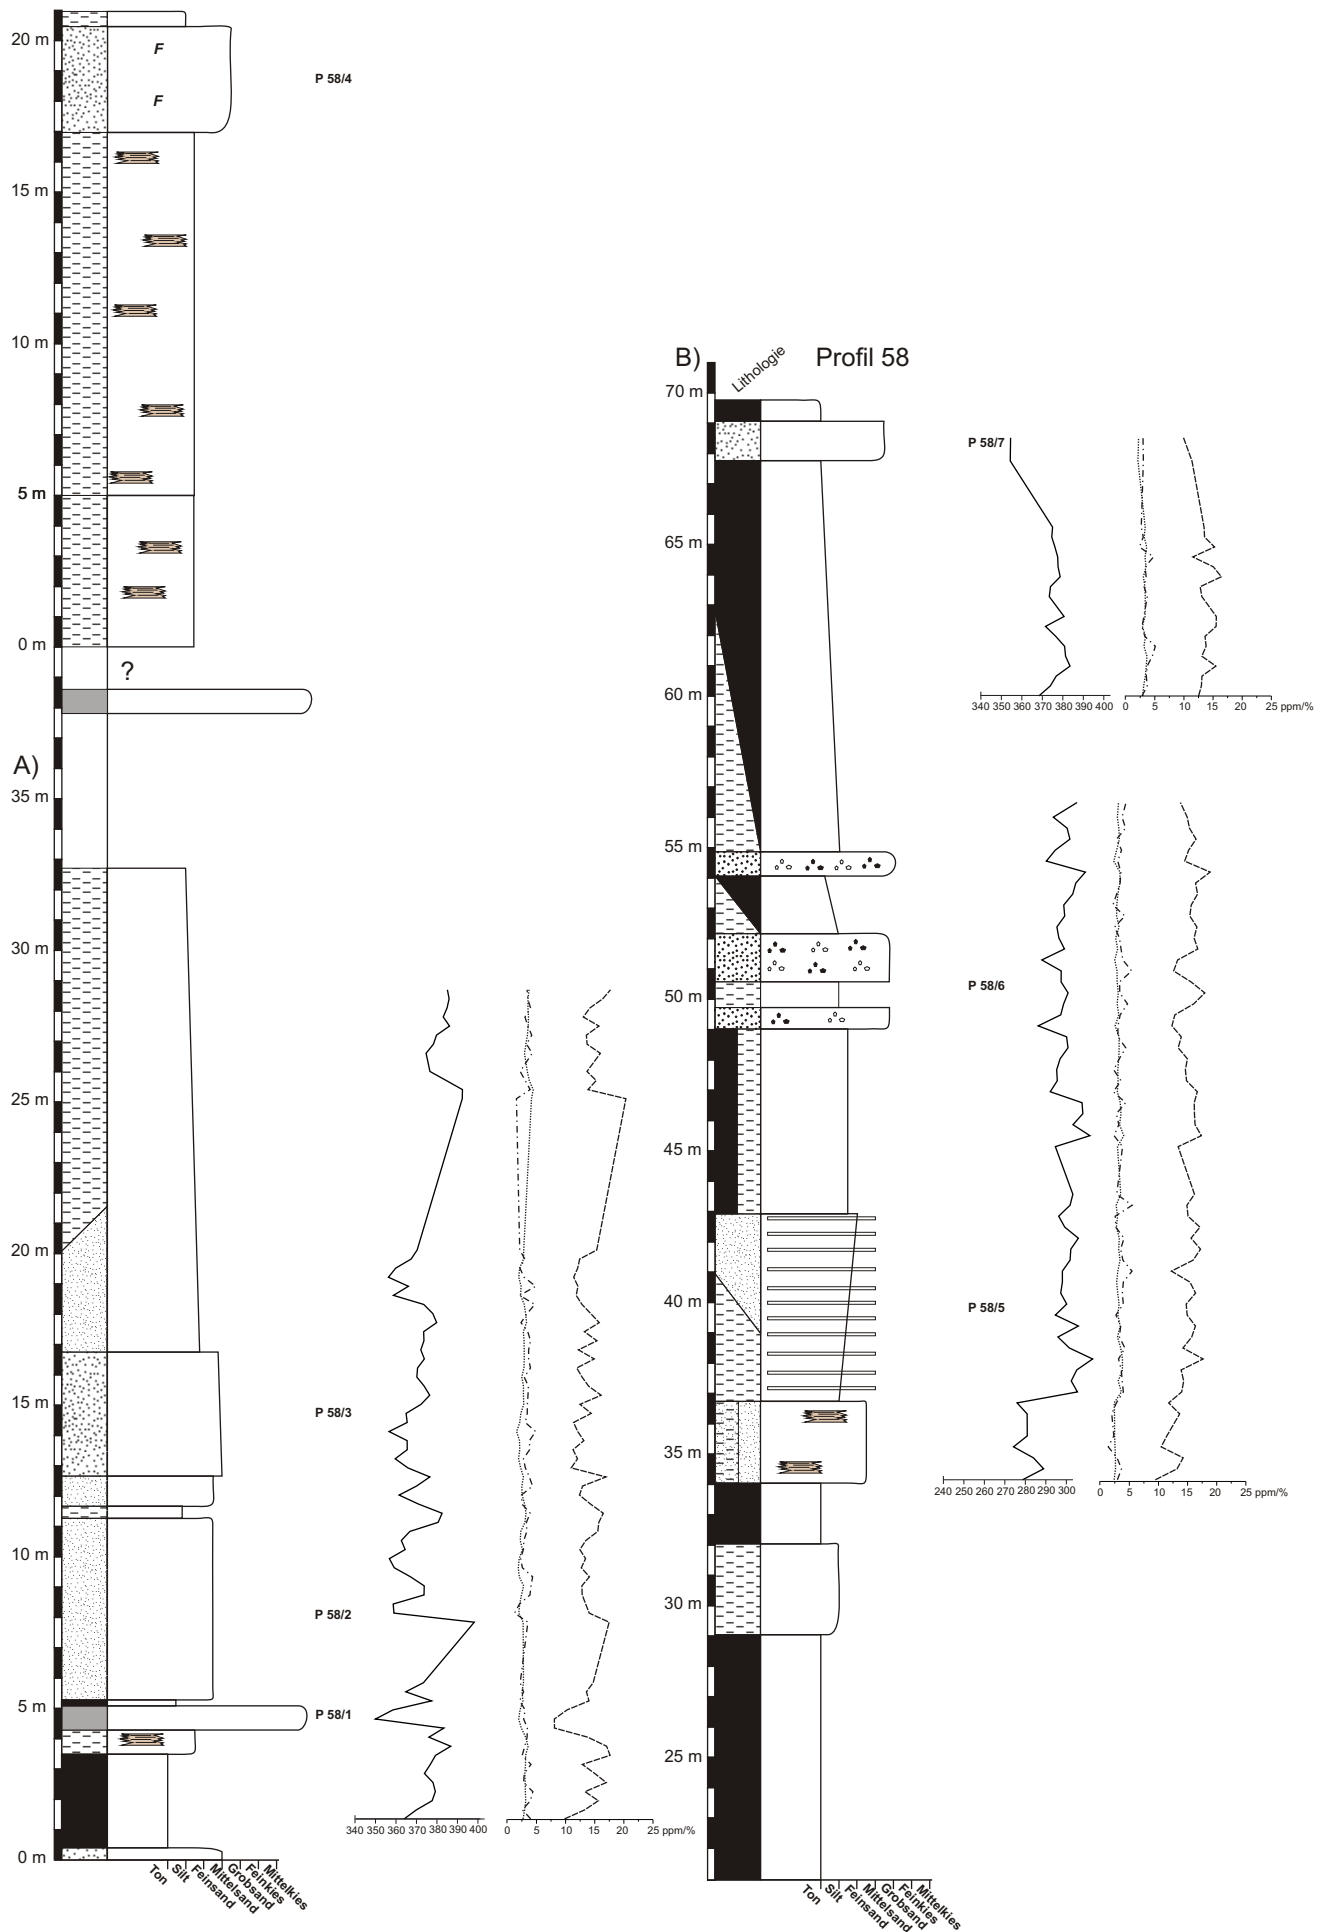 20 m
F
F
P 58/4
15 m
10 m
5 m
0 m
?
A)
35 m
30 m
25 m
20 m
15 m
P 58/3
10 m
P 58/2
5 m
P 58/1
0 m
340 350 360 370 380 390 400
0 5 10 15 20 25 ppm/%
Ton
Silt
Feinsand
Mittelsand
Grobsand
Feinkies
Mittelkies
B) Profil 58
Lithologie
70 m
P 58/7
65 m
60 m
340 350 360 370 380 390 400
0 5 10 15 20 25 ppm/%
55 m
50 m
P 58/6
45 m
40 m
P 58/5
35 m
240 250 260 270 280 290 300
0 5 10 15 20 25 ppm/%
30 m
25 m
Ton
Silt
Feinsand
Mittelsand
Grobsand
Feinkies
Mittelkies